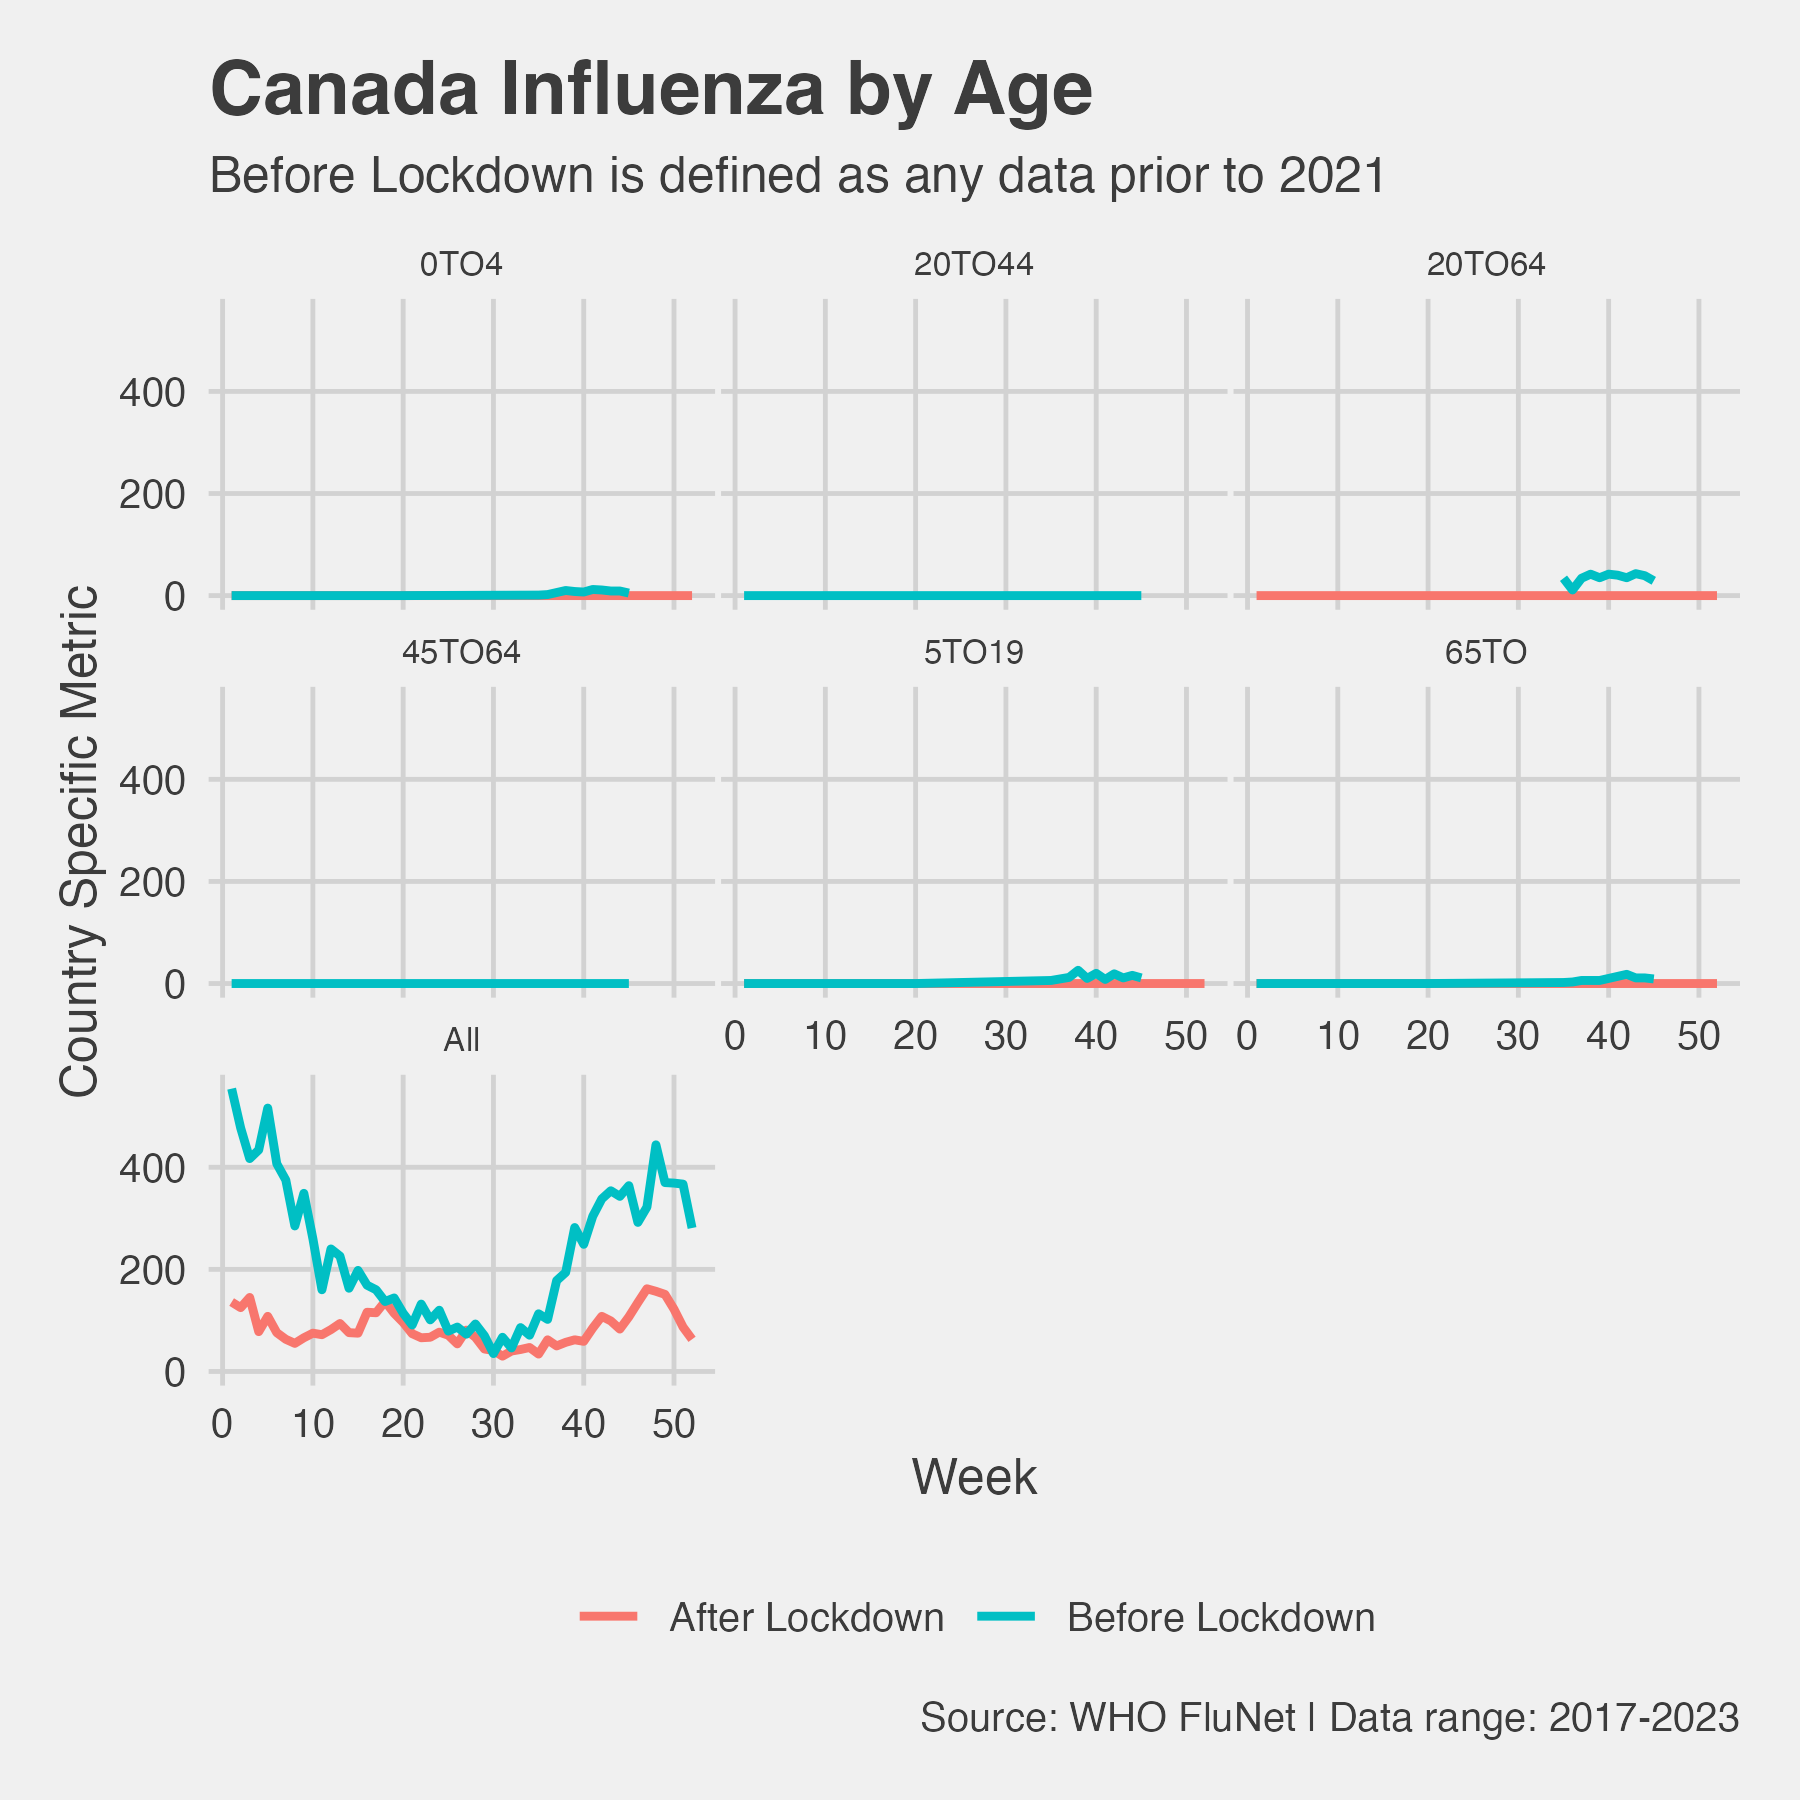 Canada Influenza by Age
Before Lockdown is defined as any data prior to 2021
0TO4
20TO44
20TO64
400
200
0
45TO64
5TO19
65TO
400
200
0
0 10 20 30 40 50
0 10 20 30 40 50
All
400
200
0
0 10 20 30 40 50
Country Specific Metric
Week
After Lockdown
Before Lockdown
Source: WHO FluNet | Data range: 2017-2023